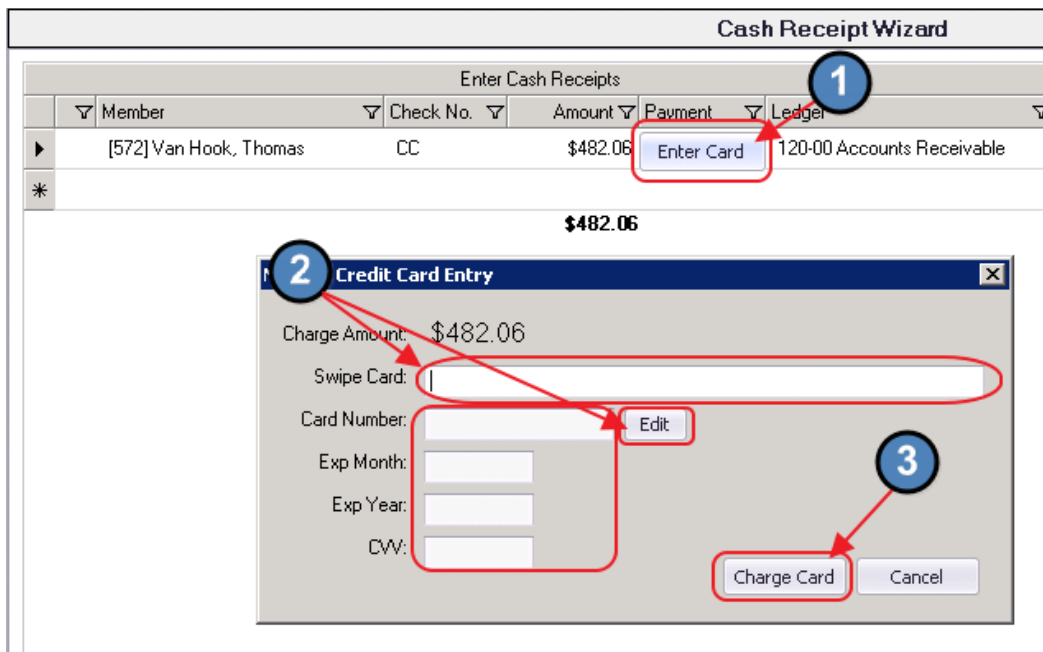 Cash Receipt Wizard
Enter Cash Receipts
1
Member Check No. Amount Payment Ledger
[572] Van Hook, Thomas CC $482.06 Enter Card 120-00 Accounts Receivable
$482.06
2
Credit Card Entry
Charge Amount: $482.06
Swipe Card:
Card Number: Edit
Exp Month:
3
Exp Year:
CVV:
Charge Card Cancel